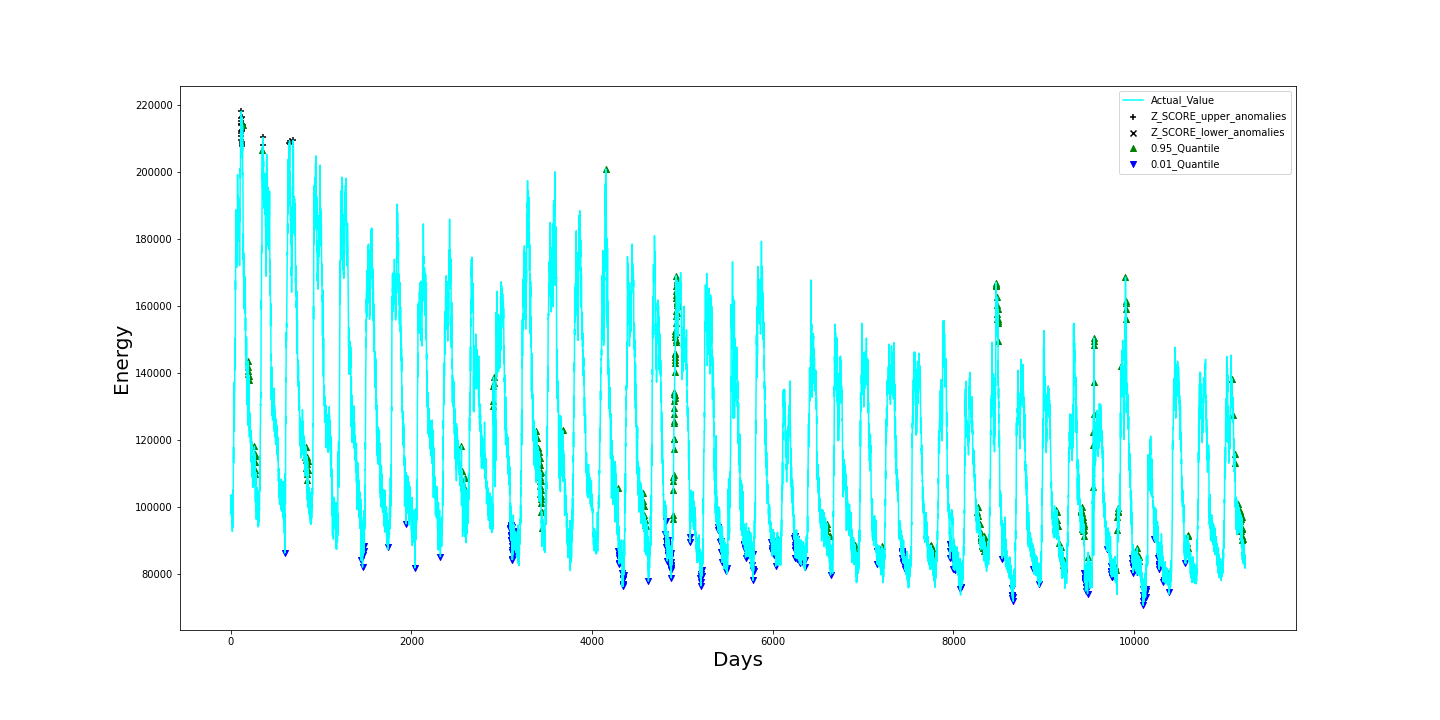 220000
200000
180000
160000
140000
120000
100000
80000
Energy
0
2000
4000
6000
8000
10000
Days
Actual_Value
Z_SCORE_upper_anomalies
Z_SCORE_lower_anomalies
0.95_Quantile
0.01_Quantile